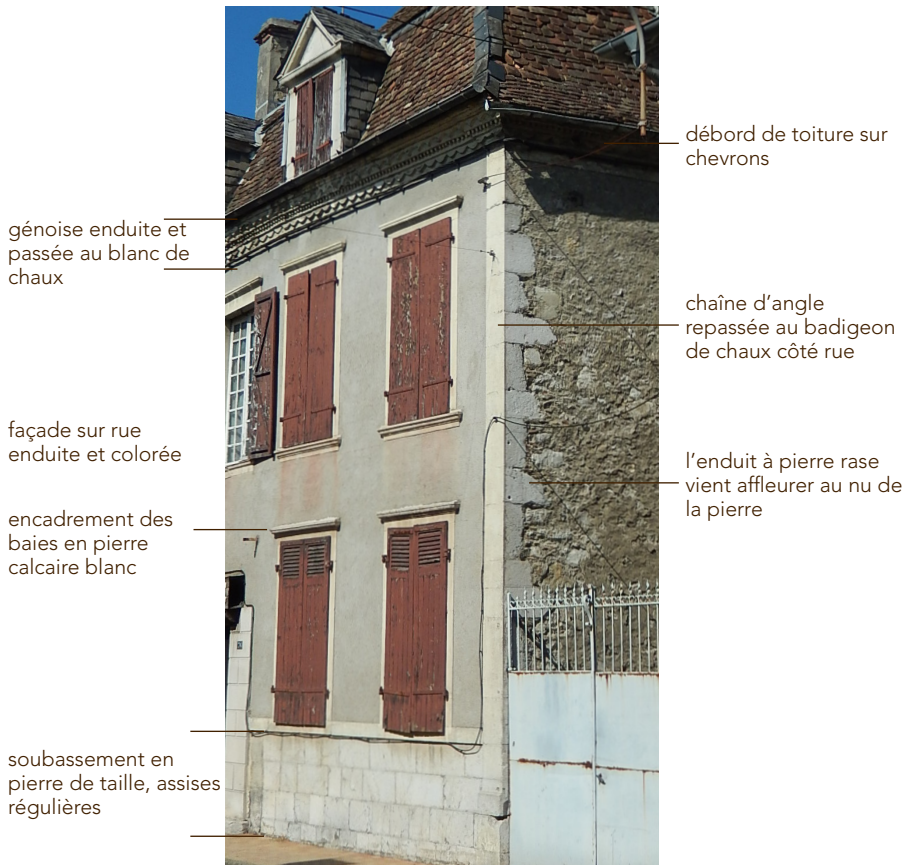 génoise enduite et
passée au blanc de
chaux
façade sur rue
enduite et colorée
encadrement des
baies en pierre
calcaire blanc
soubassement en
pierre de taille, assises
régulières
débord de toiture sur
chevrons
chaîne d’angle
repassée au badigeon
de chaux côté rue
l’enduit à pierre rase
vient affleurer au nu de
la pierre